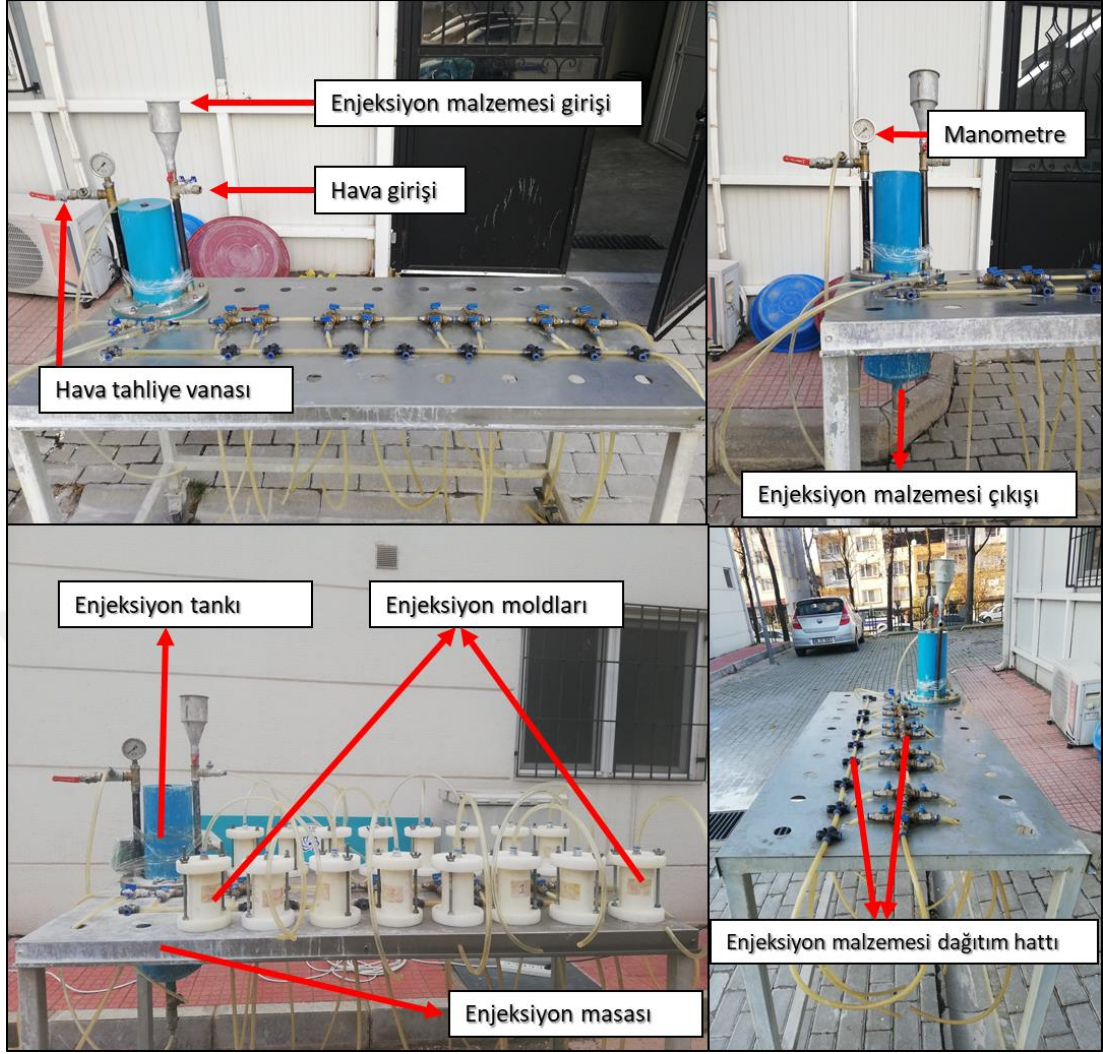 Enjeksiyon malzemesi girişi
Hava girişi
Hava tahliye vanası
Manometre
Enjeksiyon malzemesi çıkışı
Enjeksiyon tankı
Enjeksiyon moldları
Enjeksiyon masası
Enjeksiyon malzemesi dağıtım hattı